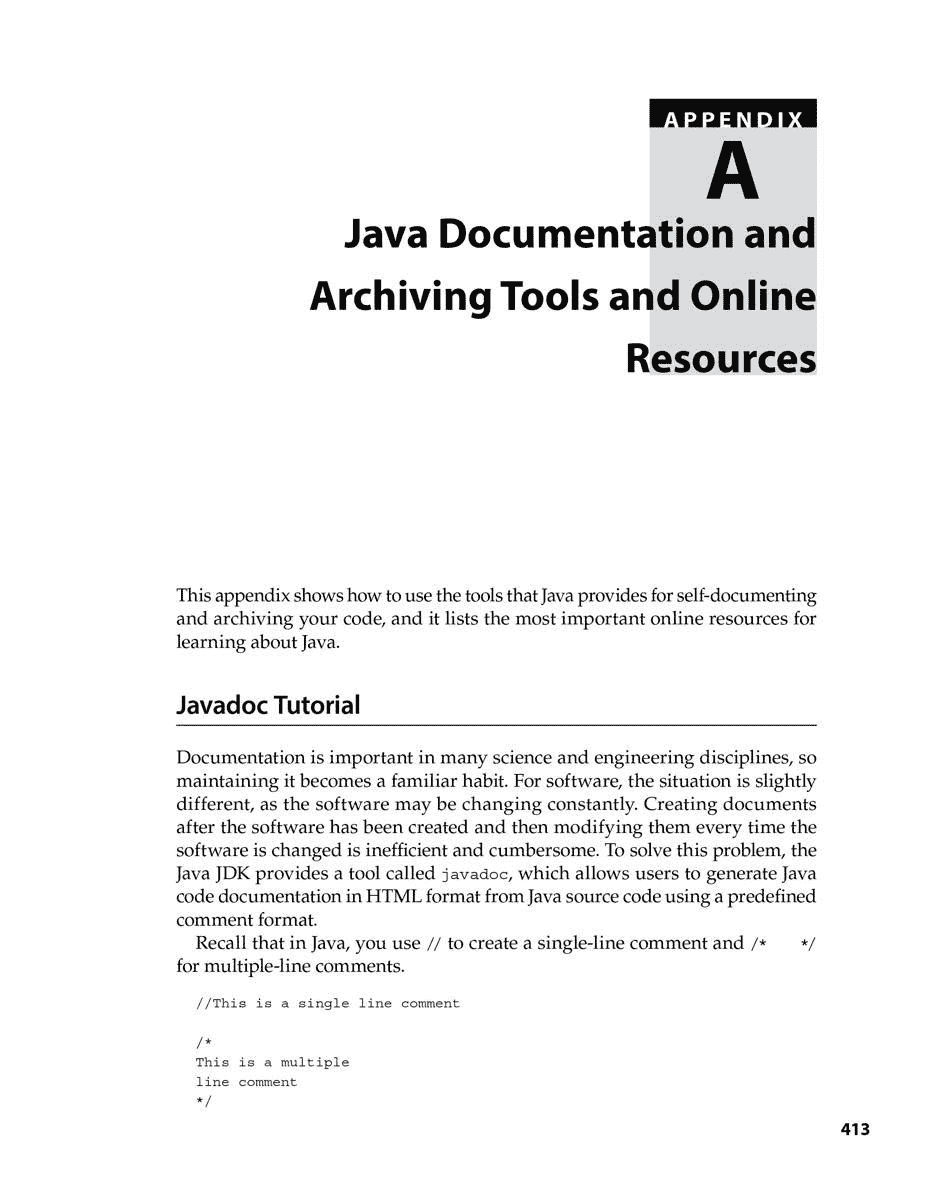 APPENDIX
A
Java Documentation and
Archiving Tools and Online
Resources
This appendix shows how to use the tools that Java provides for self-documenting
and archiving your code, and it lists the most important online resources for
learning about Java.
Javadoc Tutorial
Documentation is important in many science and engineering disciplines, so
maintaining it becomes a familiar habit. For software, the situation is slightly
different, as the software may be changing constantly. Creating documents
after the software has been created and then modifying them every time the
software is changed is inefficient and cumbersome. To solve this problem, the
Java JDK provides a tool called javadoc, which allows users to generate Java
code documentation in HTML format from Java source code using a predefined
comment format.
Recall that in Java, you use // to create a single-line comment and /* */
for multiple-line comments.
//This is a single line comment
/*
This is a multiple
line comment
*/
413